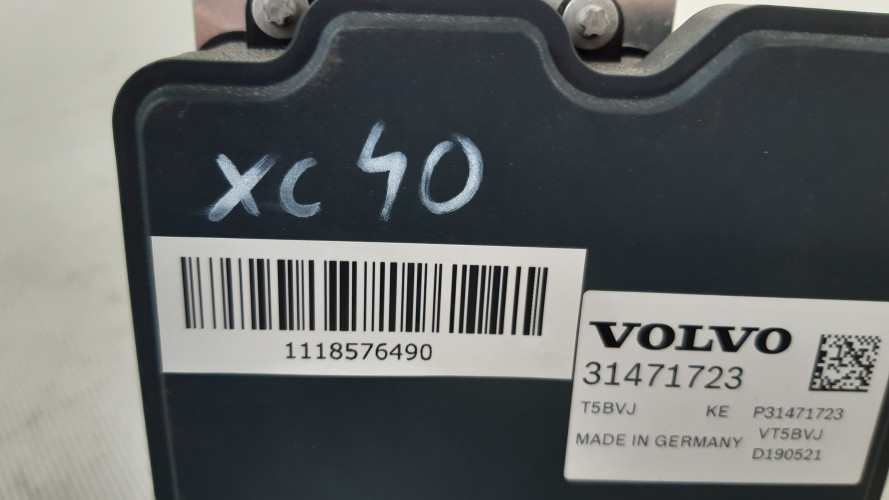 XC 40
1118576490
VOLVO
31471723
T5BVJ KE P31471723
VT5BVJ
MADE IN GERMANY
D190521